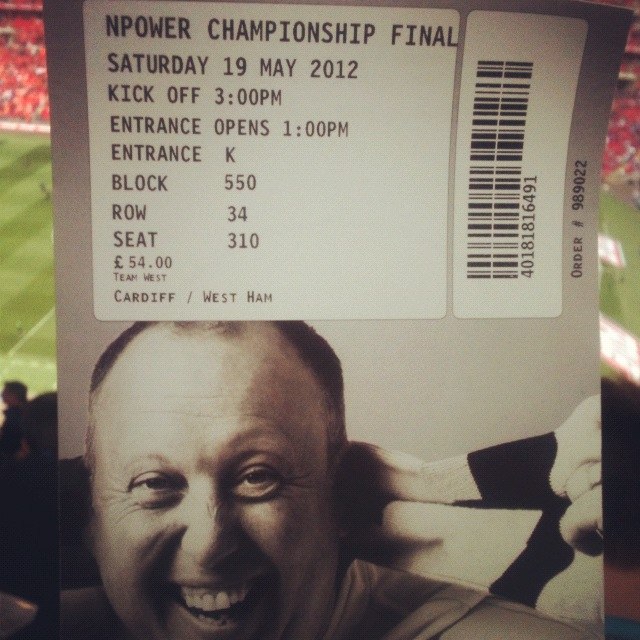 NPOWER CHAMPIONSHIP FINAL
SATURDAY 19 MAY 2012
KICK OFF 3:00PM
ENTRANCE OPENS 1:00PM
ENTRANCE K
BLOCK 550
ROW 34
SEAT 310
£54.00
TEAM WEST
CARDIFF / WEST HAM
40181816491
ORDER # 989022